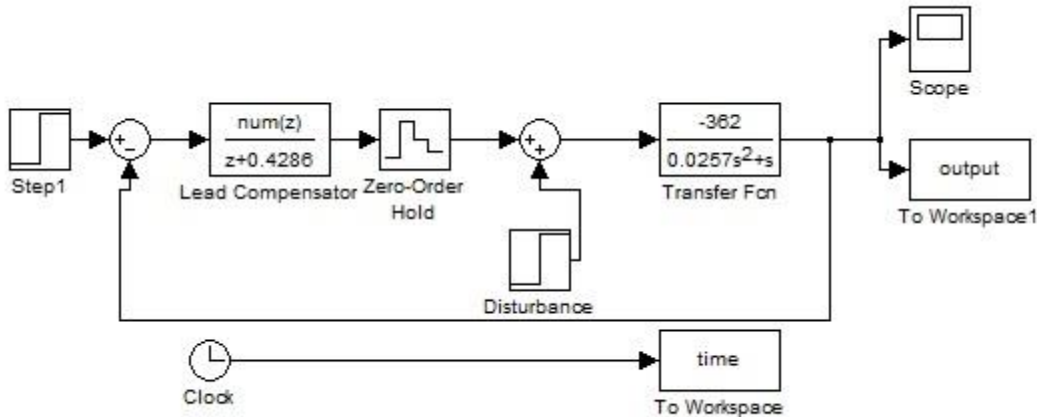 Scope
Step1
+
−
num(z)
z+0.4286
Lead Compensator
Zero-Order
Hold
+
+
Disturbance
-362
0.0257s²+s
Transfer Fcn
output
To Workspace1
Clock
time
To Workspace